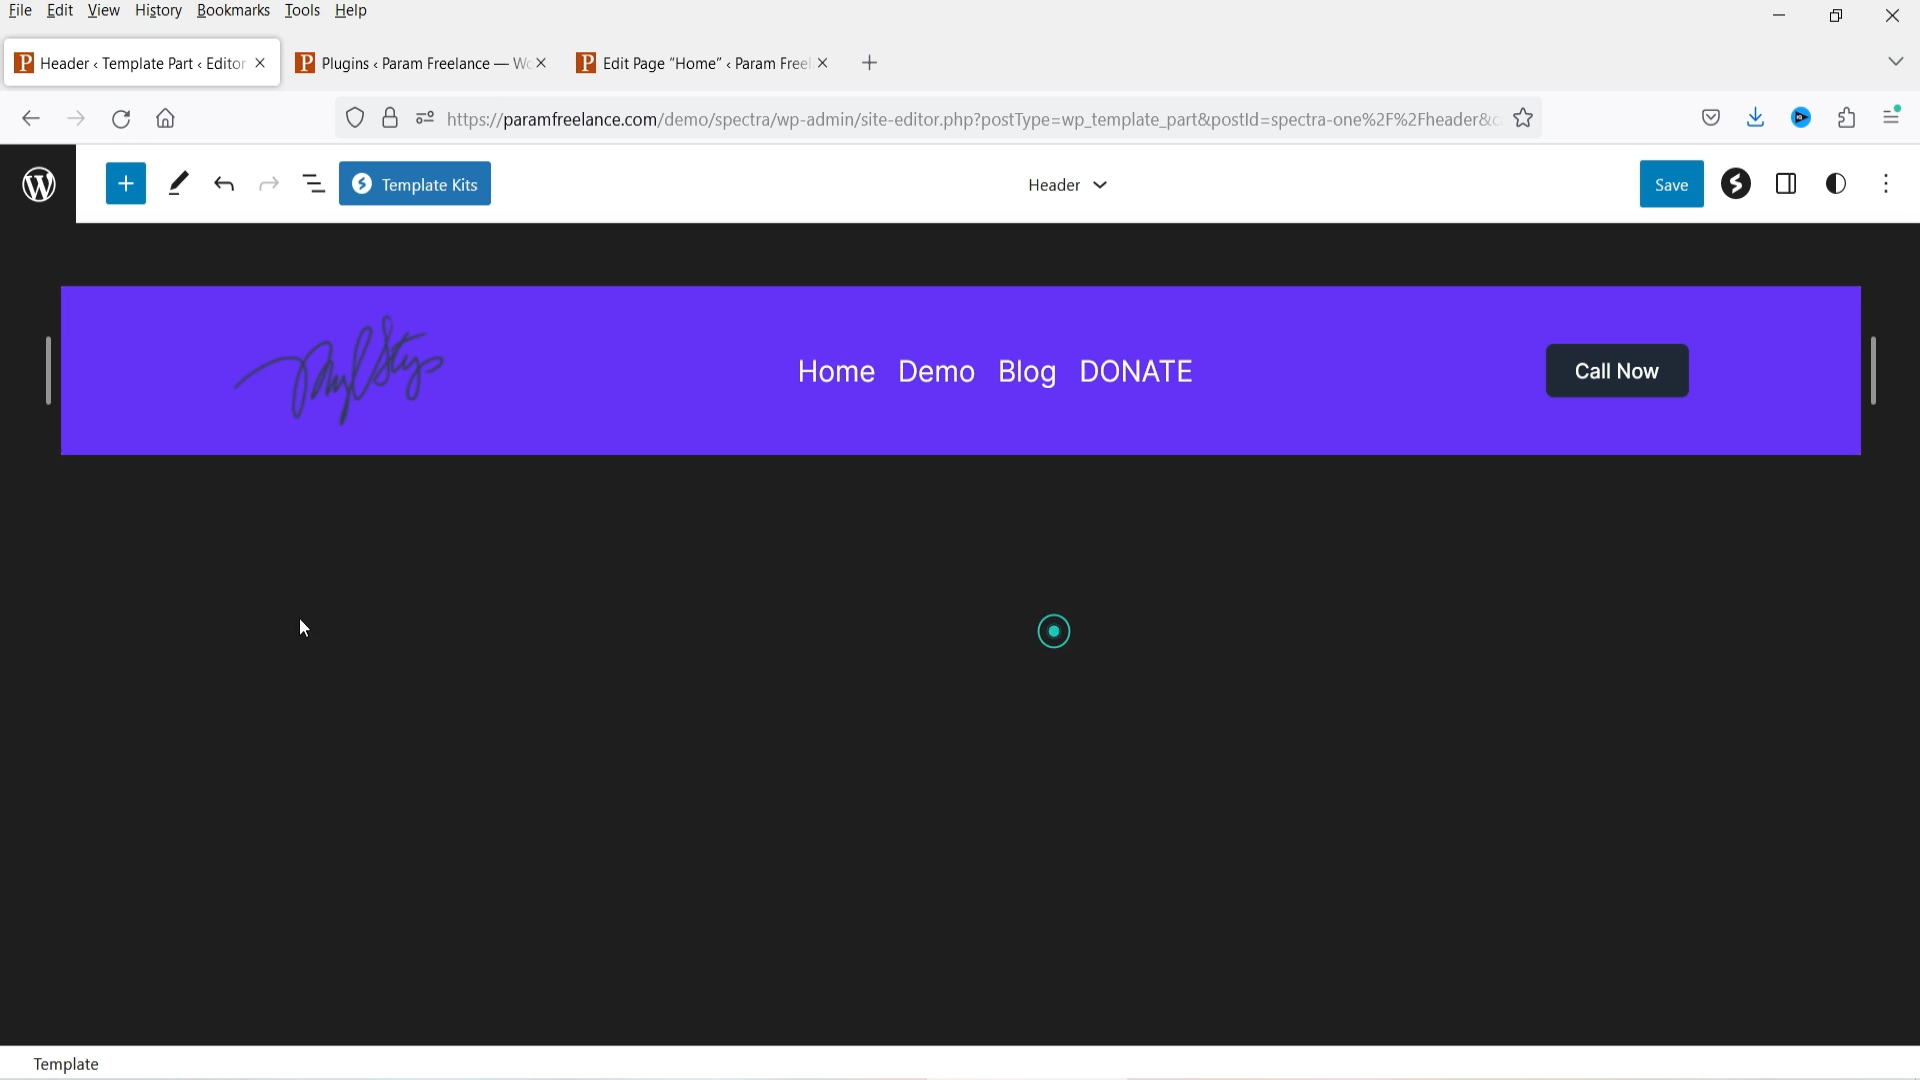 File Edit View History Bookmarks Tools Help
Header ‹ Template Part ‹ Editor
Plugins ‹ Param Freelance — Wo
Edit Page "Home" ‹ Param Freel
https://paramfreelance.com/demo/spectra/wp-admin/site-editor.php?postType=wp_template_part&postId=spectra-one%2F%2Fheader&c
Template Kits
Header
Save
Home Demo Blog DONATE
Call Now
Template